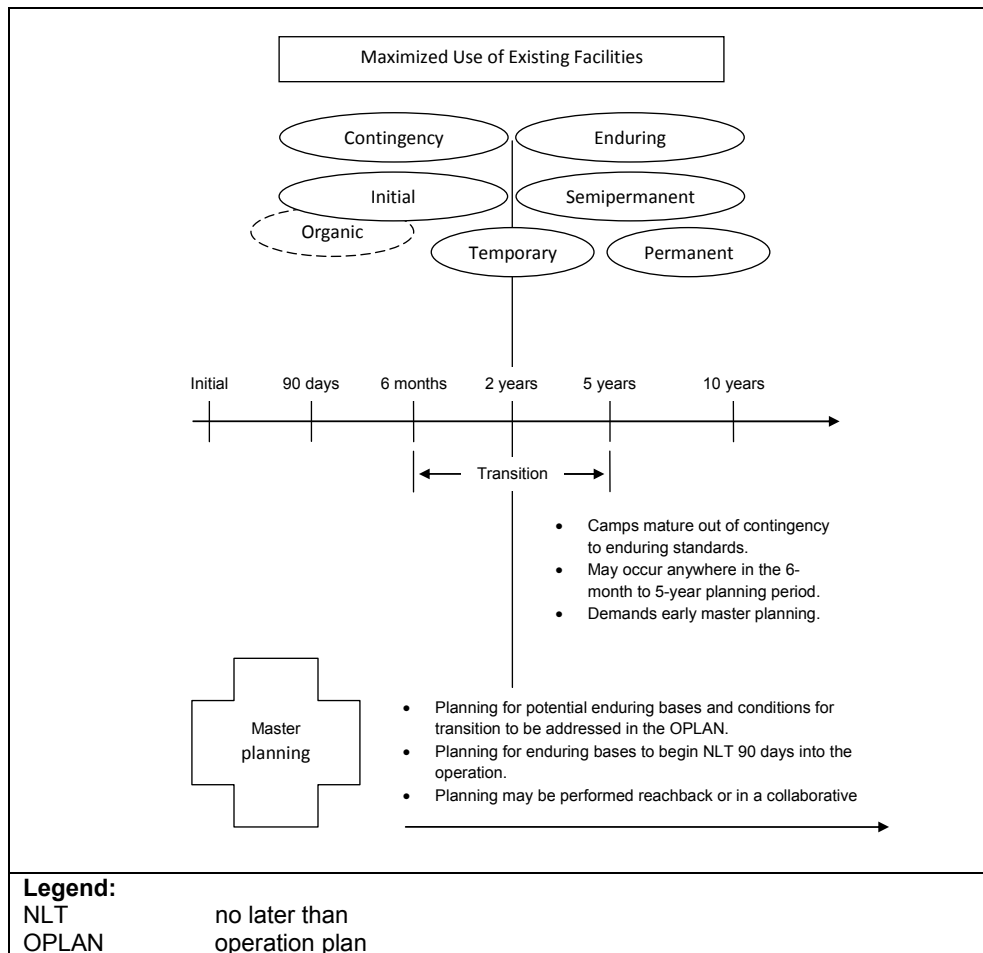 Maximized Use of Existing Facilities
Contingency
Enduring
Initial
Semipermanent
Organic
Temporary
Permanent
Initial
90 days
6 months
2 years
5 years
10 years
Transition
• Camps mature out of contingency
to enduring standards.
• May occur anywhere in the 6-
month to 5-year planning period.
• Demands early master planning.
Master
planning
• Planning for potential enduring bases and conditions for
transition to be addressed in the OPLAN.
• Planning for enduring bases to begin NLT 90 days into the
operation.
• Planning may be performed reachback or in a collaborative
Legend:
NLT no later than
OPLAN operation plan